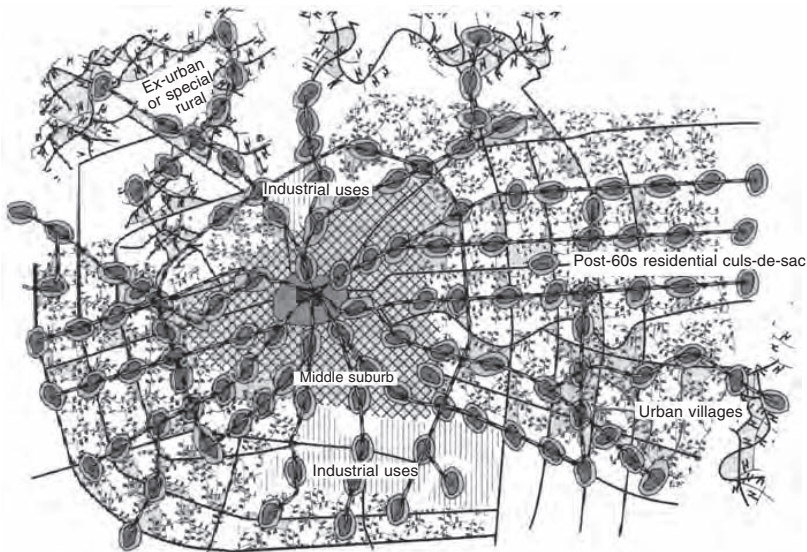 Ex-urban
or special
rural
Industrial uses
Post-60s residential culs-de-sac
Middle suburb
Urban villages
Industrial uses